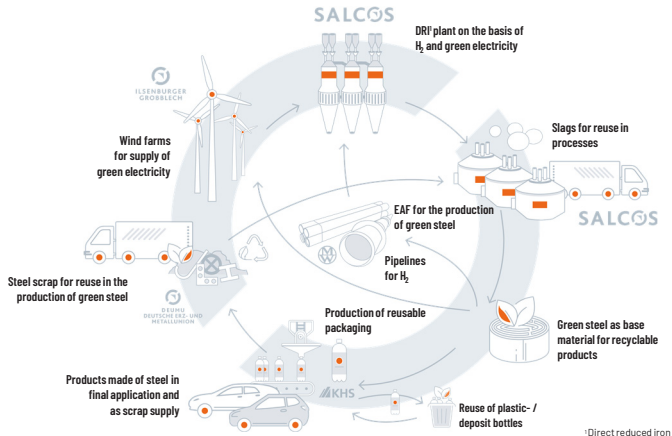 SALCOS
DRI¹ plant on the basis of
H₂ and green electricity
ILSENBURGER
GROBBLECH
Wind farms
for supply of
green electricity
Slags for reuse in
processes
SALCOS
EAF for the production
of green steel
Pipelines
for H₂
Steel scrap for reuse in the
production of green steel
DEUMU
DEUTSCHE ERZ- UND
METALLUNION
Production of reusable
packaging
Green steel as base
material for recyclable
products
Products made of steel in
final application and
as scrap supply
KHS
Reuse of plastic- /
deposit bottles
¹Direct reduced iron